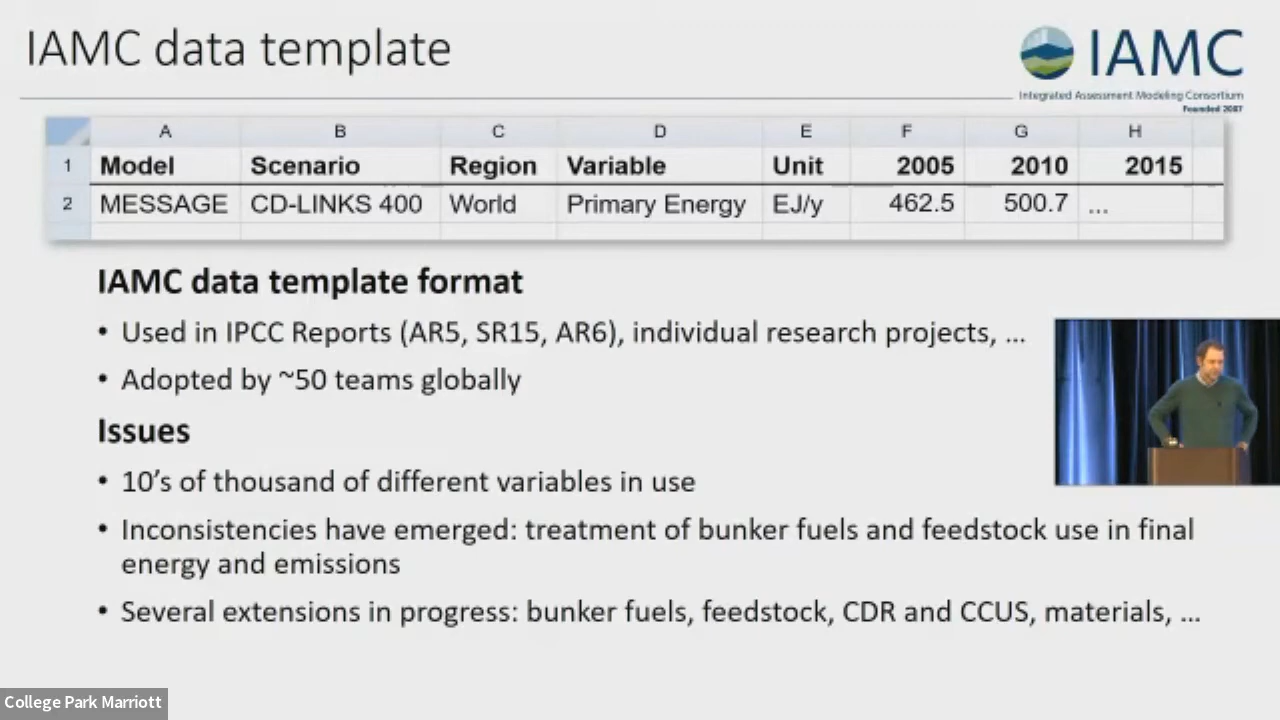 IAMC data template
IAMC
Integrated Assessment Modeling Consortium
Founded 2007
A B C D E F G H
1 Model Scenario Region Variable Unit 2005 2010 2015
2 MESSAGE CD-LINKS 400 World Primary Energy EJ/y 462.5 500.7 ...
IAMC data template format
• Used in IPCC Reports (AR5, SR15, AR6), individual research projects, ...
• Adopted by ~50 teams globally
Issues
• 10's of thousand of different variables in use
• Inconsistencies have emerged: treatment of bunker fuels and feedstock use in final
energy and emissions
• Several extensions in progress: bunker fuels, feedstock, CDR and CCUS, materials, ...
College Park Marriott